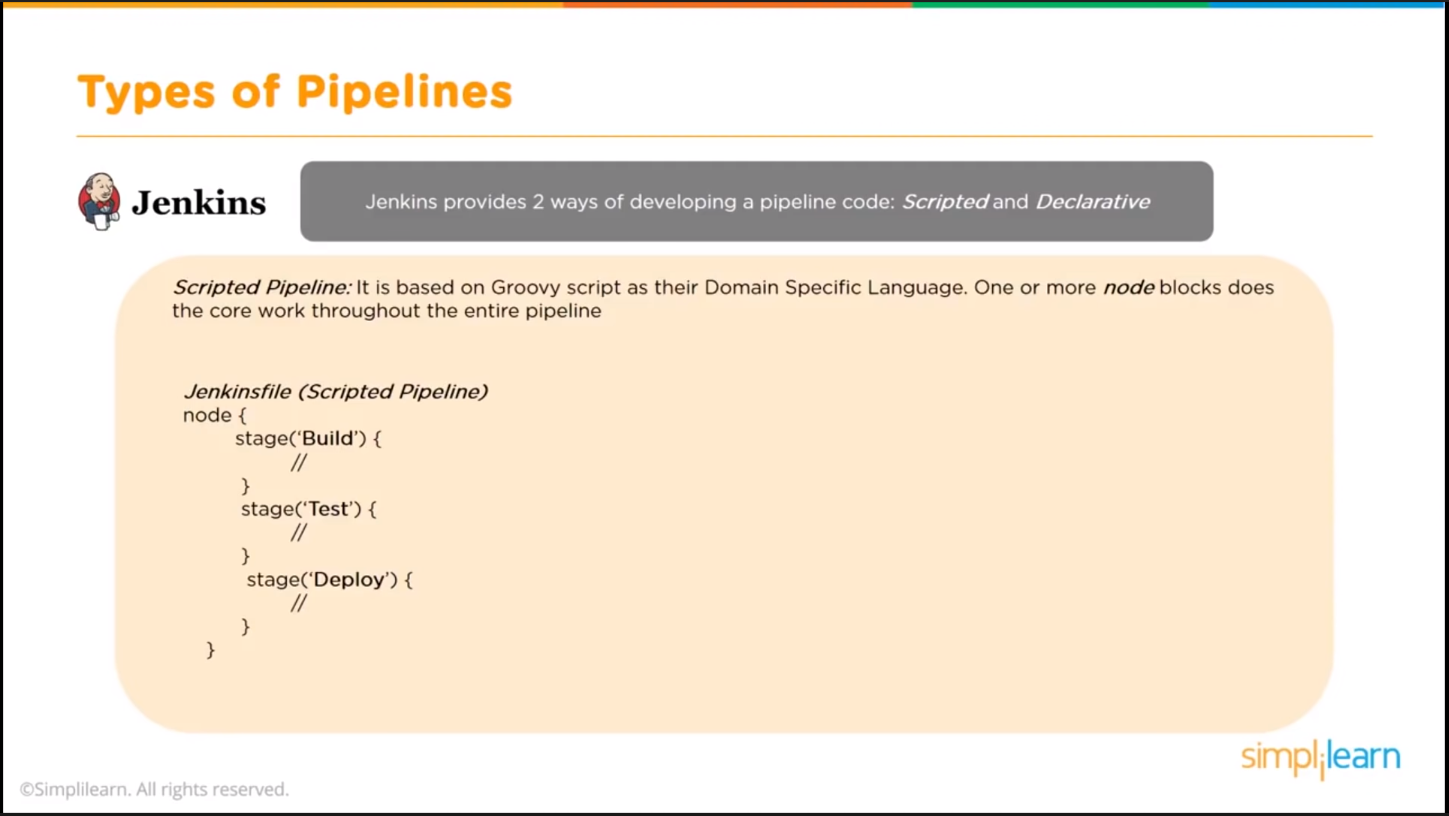 Types of Pipelines
Jenkins
Jenkins provides 2 ways of developing a pipeline code: Scripted and Declarative
Scripted Pipeline: It is based on Groovy script as their Domain Specific Language. One or more node blocks does
the core work throughout the entire pipeline
Jenkinsfile (Scripted Pipeline)
node {
stage(‘Build’) {
//
}
stage(‘Test’) {
//
}
stage(‘Deploy’) {
//
}
}
simplilearn
©Simplilearn. All rights reserved.